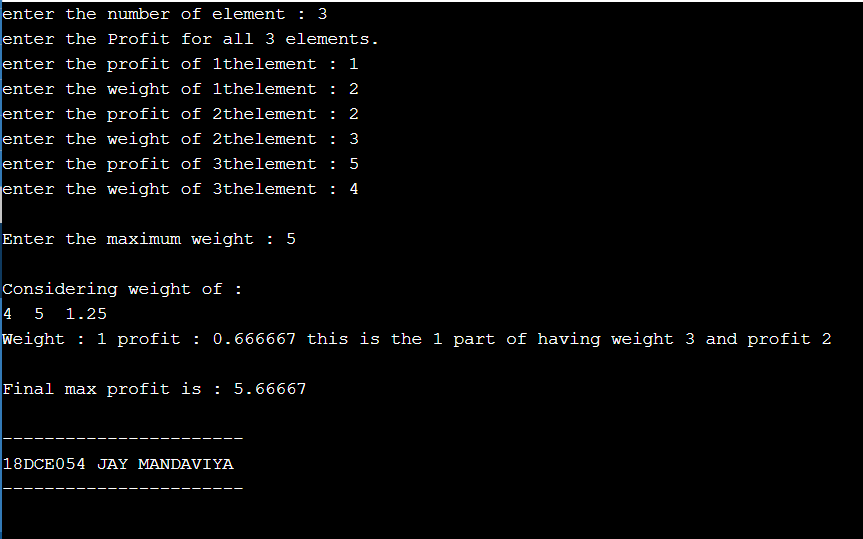 enter the number of element : 3
enter the Profit for all 3 elements.
enter the profit of 1thelement : 1
enter the weight of 1thelement : 2
enter the profit of 2thelement : 2
enter the weight of 2thelement : 3
enter the profit of 3thelement : 5
enter the weight of 3thelement : 4
Enter the maximum weight : 5
Considering weight of :
4  5  1.25
Weight : 1 profit : 0.666667 this is the 1 part of having weight 3 and profit 2
Final max profit is : 5.66667
-----------------------
18DCE054 JAY MANDAVIYA
-----------------------